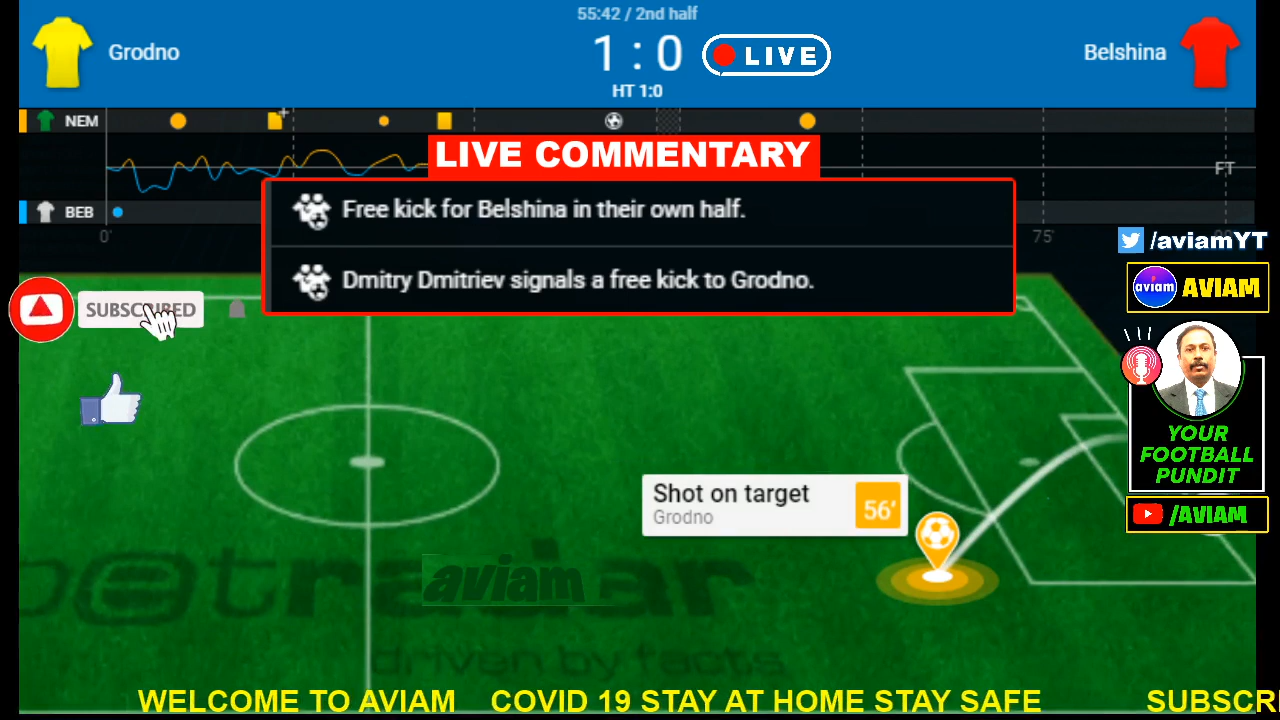 55:42 / 2nd half
Grodno
1 : 0
LIVE
Belshina
HT 1:0
NEM
LIVE COMMENTARY
FT
Free kick for Belshina in their own half.
BEB
0'
75'
90'
/aviamYT
Dmitry Dmitriev signals a free kick to Grodno.
aviam AVIAM
SUBSCRIBED
YOUR
FOOTBALL
PUNDIT
Shot on target
Grodno
56'
/AVIAM
betradar
aviam
driven by facts
WELCOME TO AVIAM COVID 19 STAY AT HOME STAY SAFE SUBSCRI